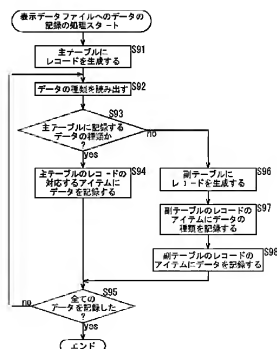 表示データファイルへのデータの
記録の処理スタート
S91
主テーブルに
レコードを生成する
S92
データの種類を読み出す
S93
主テーブルに記録する
データの種類か
?
no
yes
S94
主テーブルのレコードの
対応するアイテムに
データを記録する
S96
副テーブルに
レコードを生成する
S97
副テーブルのレコードの
アイテムにデータの
種類を記録する
S98
副テーブルのレコードの
アイテムにデータを記録する
S95
全ての
データを記録した
?
no
yes
エンド